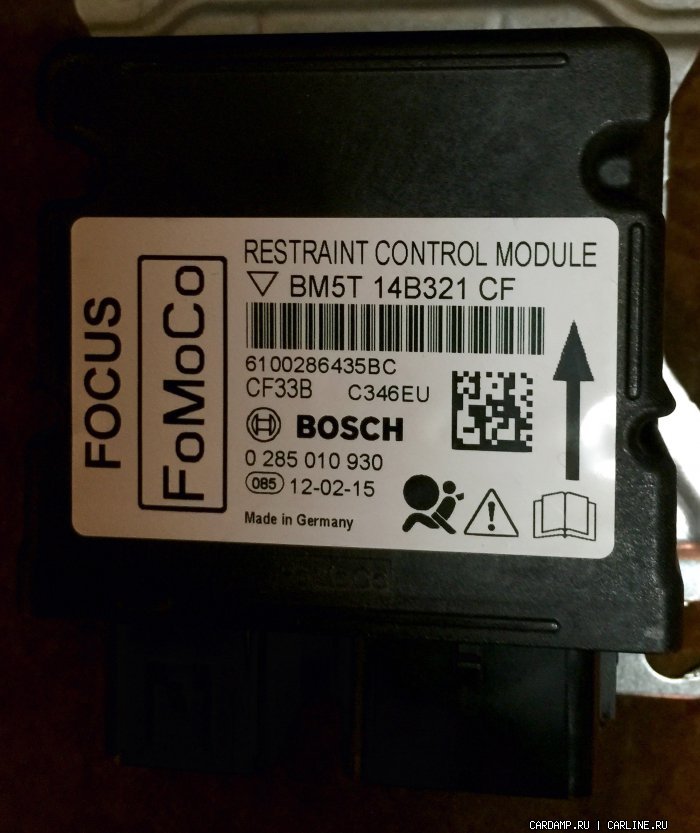 RESTRAINT CONTROL MODULE
BM5T 14B321 CF
6100286435BC
CF33B C346EU
BOSCH
0 285 010 930
085 12-02-15
Made in Germany
FOCUS
FoMoCo
CARDAMP.RU | CARLINE.RU